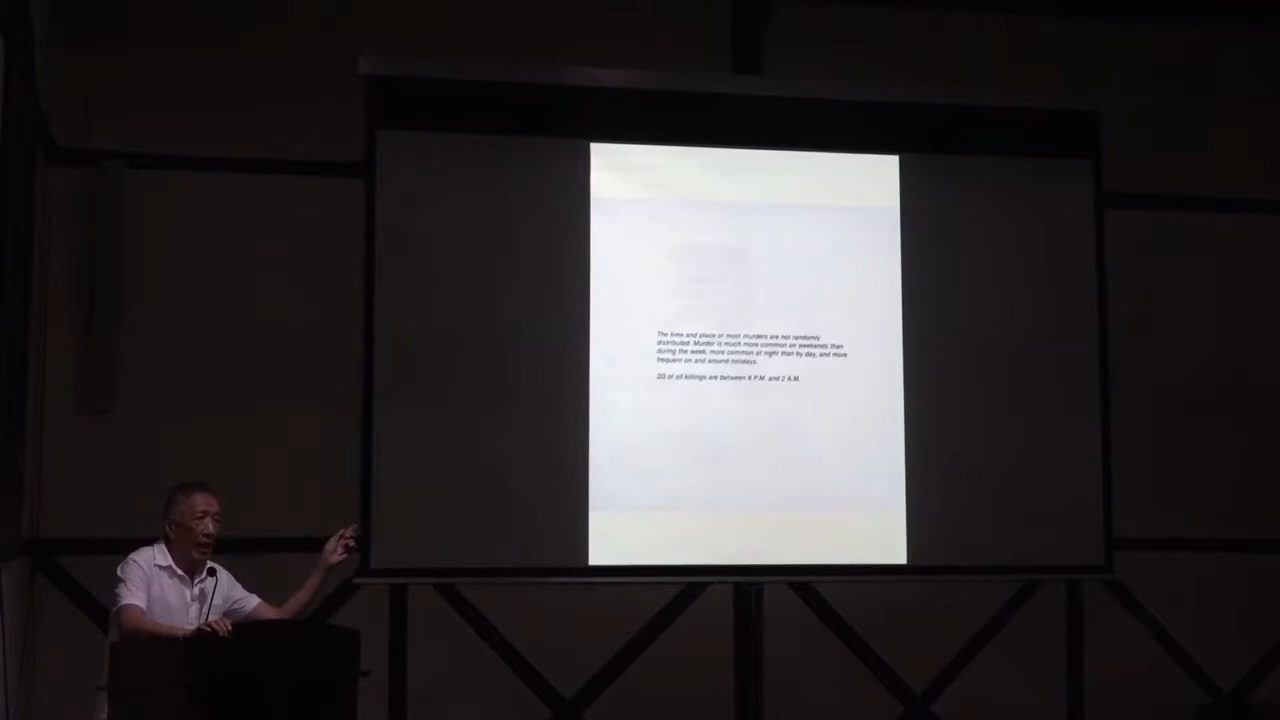 The time and place of most murders are not randomly
distributed. Murder is much more common on weekends than
during the week, more common at night than by day, and more
frequent on and around holidays.
of all killings are between 8 P.M. and 2 A.M.